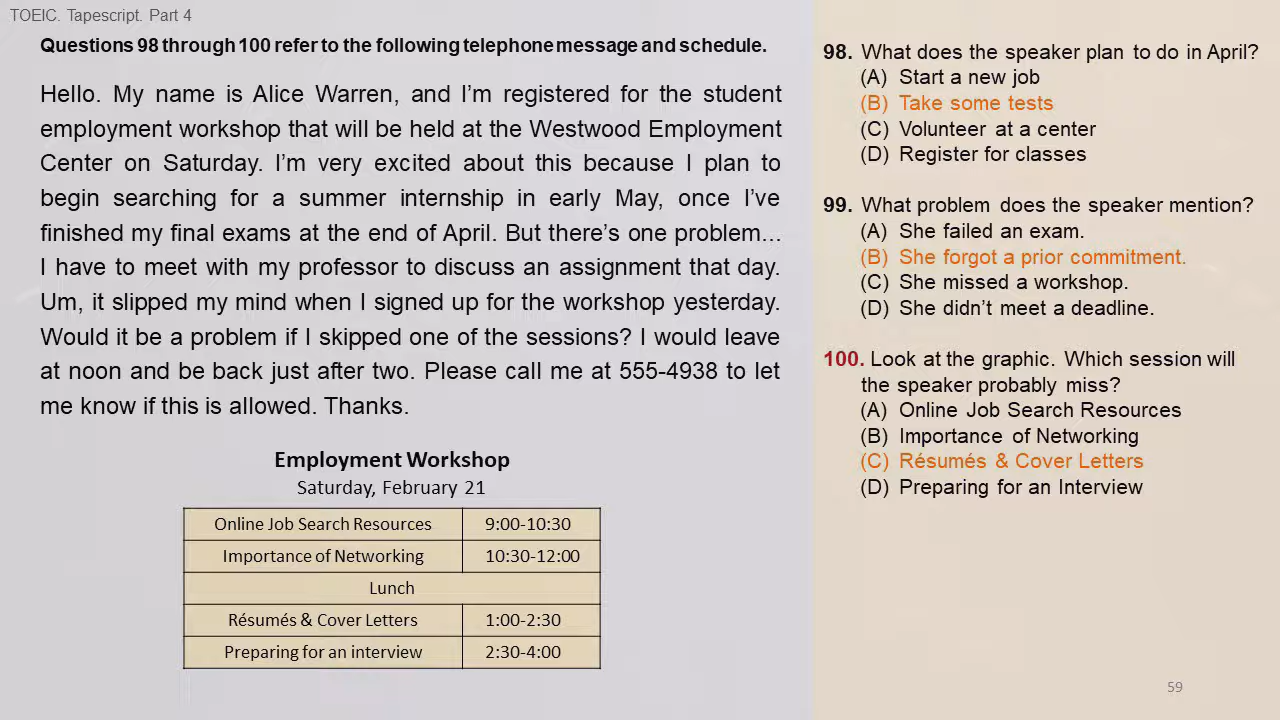 TOEIC. Tapescript. Part 4
Questions 98 through 100 refer to the following telephone message and schedule.
Hello. My name is Alice Warren, and I'm registered for the student
employment workshop that will be held at the Westwood Employment
Center on Saturday. I'm very excited about this because I plan to
begin searching for a summer internship in early May, once I've
finished my final exams at the end of April. But there's one problem...
I have to meet with my professor to discuss an assignment that day.
Um, it slipped my mind when I signed up for the workshop yesterday.
Would it be a problem if I skipped one of the sessions? I would leave
at noon and be back just after two. Please call me at 555-4938 to let
me know if this is allowed. Thanks.
Employment Workshop
Saturday, February 21
Online Job Search Resources 9:00-10:30
Importance of Networking 10:30-12:00
Lunch
Résumés & Cover Letters 1:00-2:30
Preparing for an interview 2:30-4:00
98. What does the speaker plan to do in April?
(A) Start a new job
(B) Take some tests
(C) Volunteer at a center
(D) Register for classes
99. What problem does the speaker mention?
(A) She failed an exam.
(B) She forgot a prior commitment.
(C) She missed a workshop.
(D) She didn't meet a deadline.
100. Look at the graphic. Which session will
the speaker probably miss?
(A) Online Job Search Resources
(B) Importance of Networking
(C) Résumés & Cover Letters
(D) Preparing for an Interview
59